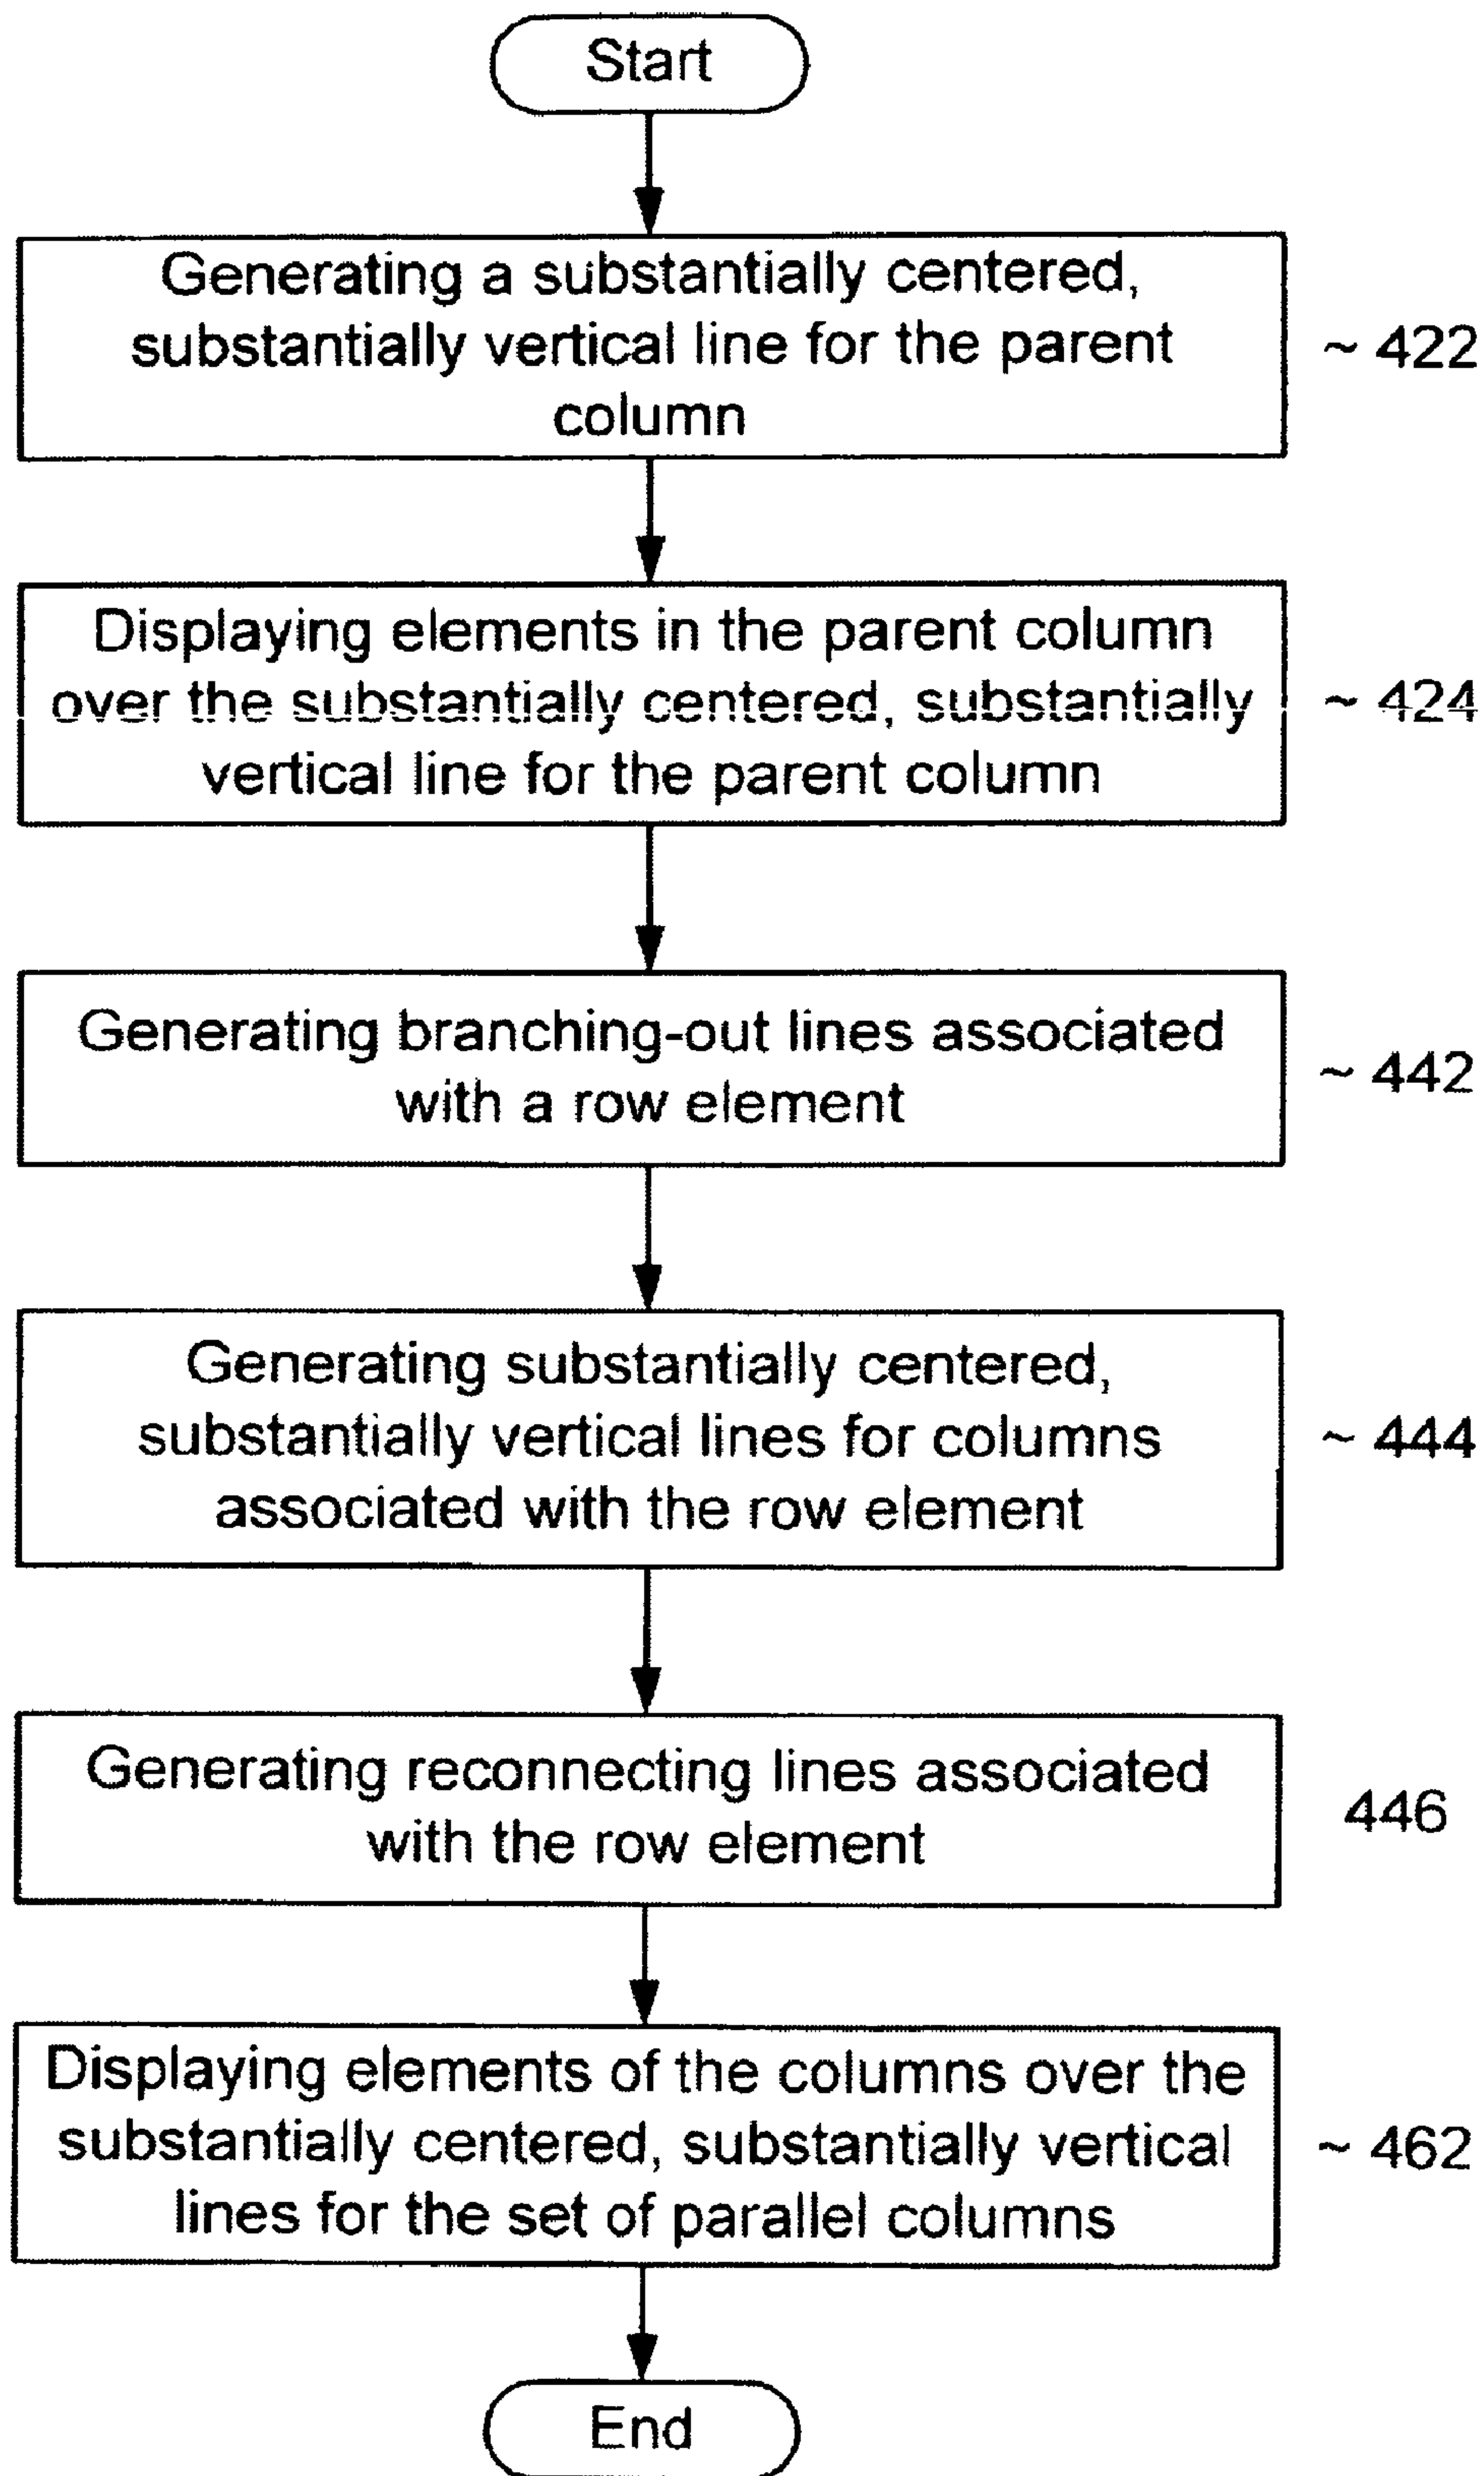 Start
Generating a substantially centered,
substantially vertical line for the parent
column
~ 422
Displaying elements in the parent column
over the substantially centered, substantially
vertical line for the parent column
~ 424
Generating branching-out lines associated
with a row element
~ 442
Generating substantially centered,
substantially vertical lines for columns
associated with the row element
~ 444
Generating reconnecting lines associated
with the row element
446
Displaying elements of the columns over the
substantially centered, substantially vertical
lines for the set of parallel columns
~ 462
End